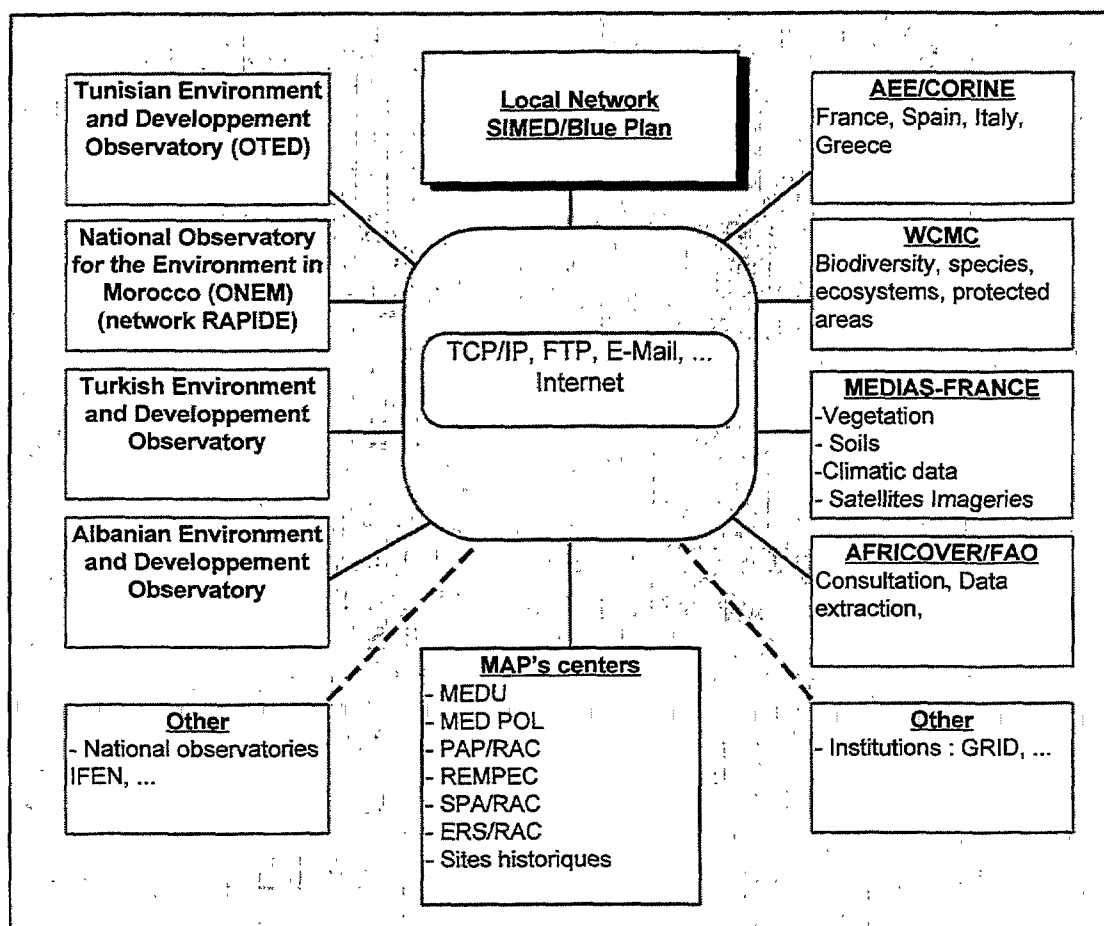 Tunisian Environment
and Developpement
Observatory (OTED)
Local Network
SIMED/Blue Plan
AEE/CORINE
France, Spain, Italy,
Greece
National Observatory
for the Environment in
Morocco (ONEM)
(network RAPIDE)
WCMC
Biodiversity, species,
ecosystems, protected
areas
TCP/IP, FTP, E-Mail, ...
Internet
Turkish Environment
and Developpement
Observatory
MEDIAS-FRANCE
-Vegetation
- Soils
-Climatic data
- Satellites Imageries
Albanian Environment
and Developpement
Observatory
AFRICOVER/FAO
Consultation, Data
extraction,
Other
- National observatories
IFEN, ...
MAP's centers
- MEDU
- MED POL
- PAP/RAC
- REMPEC
- SPA/RAC
- ERS/RAC
- Sites historiques
Other
- Institutions : GRID, ...